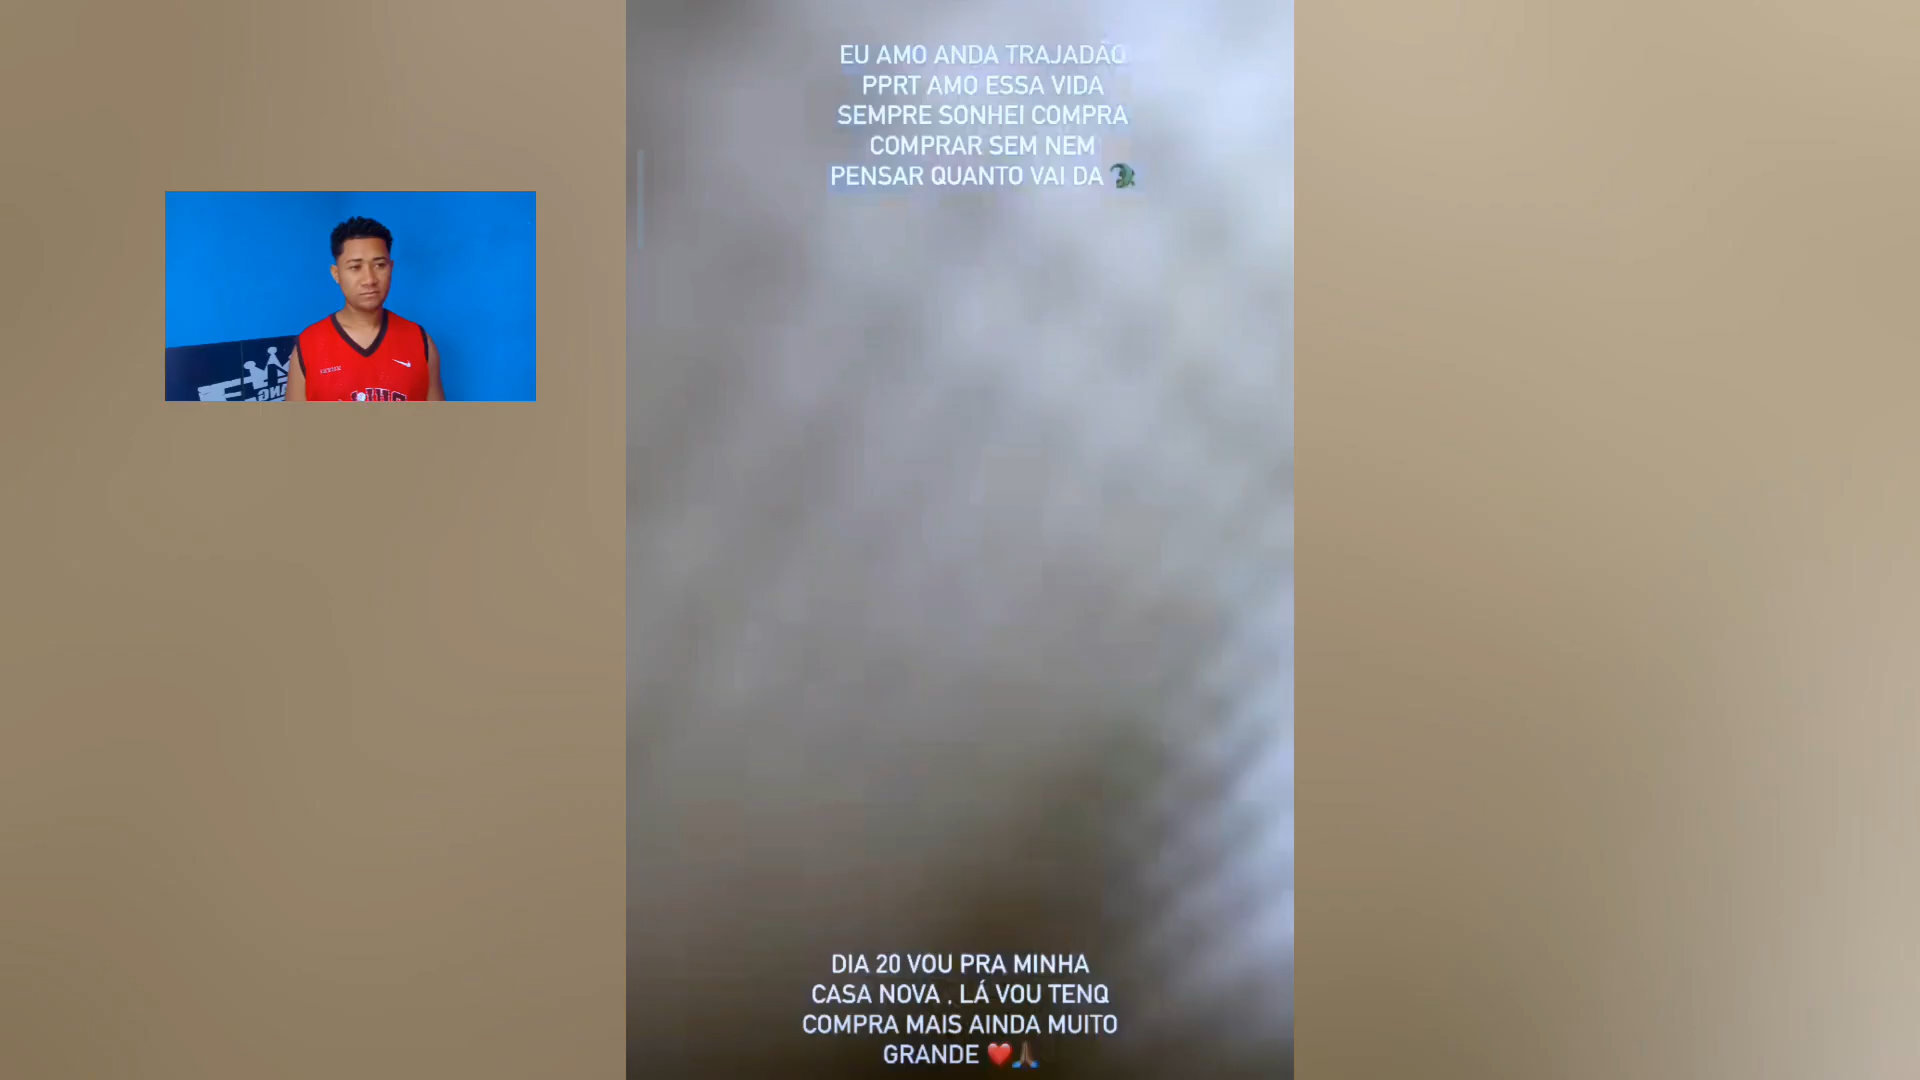 EU AMO ANDA TRAJADÃO
PPRT AMO ESSA VIDA
SEMPRE SONHEI COMPRA
COMPRAR SEM NEM
PENSAR QUANTO VAI DA 🐊
DIA 20 VOU PRA MINHA
CASA NOVA , LÁ VOU TENQ
COMPRA MAIS AINDA MUITO
GRANDE ❤️🙏🏾